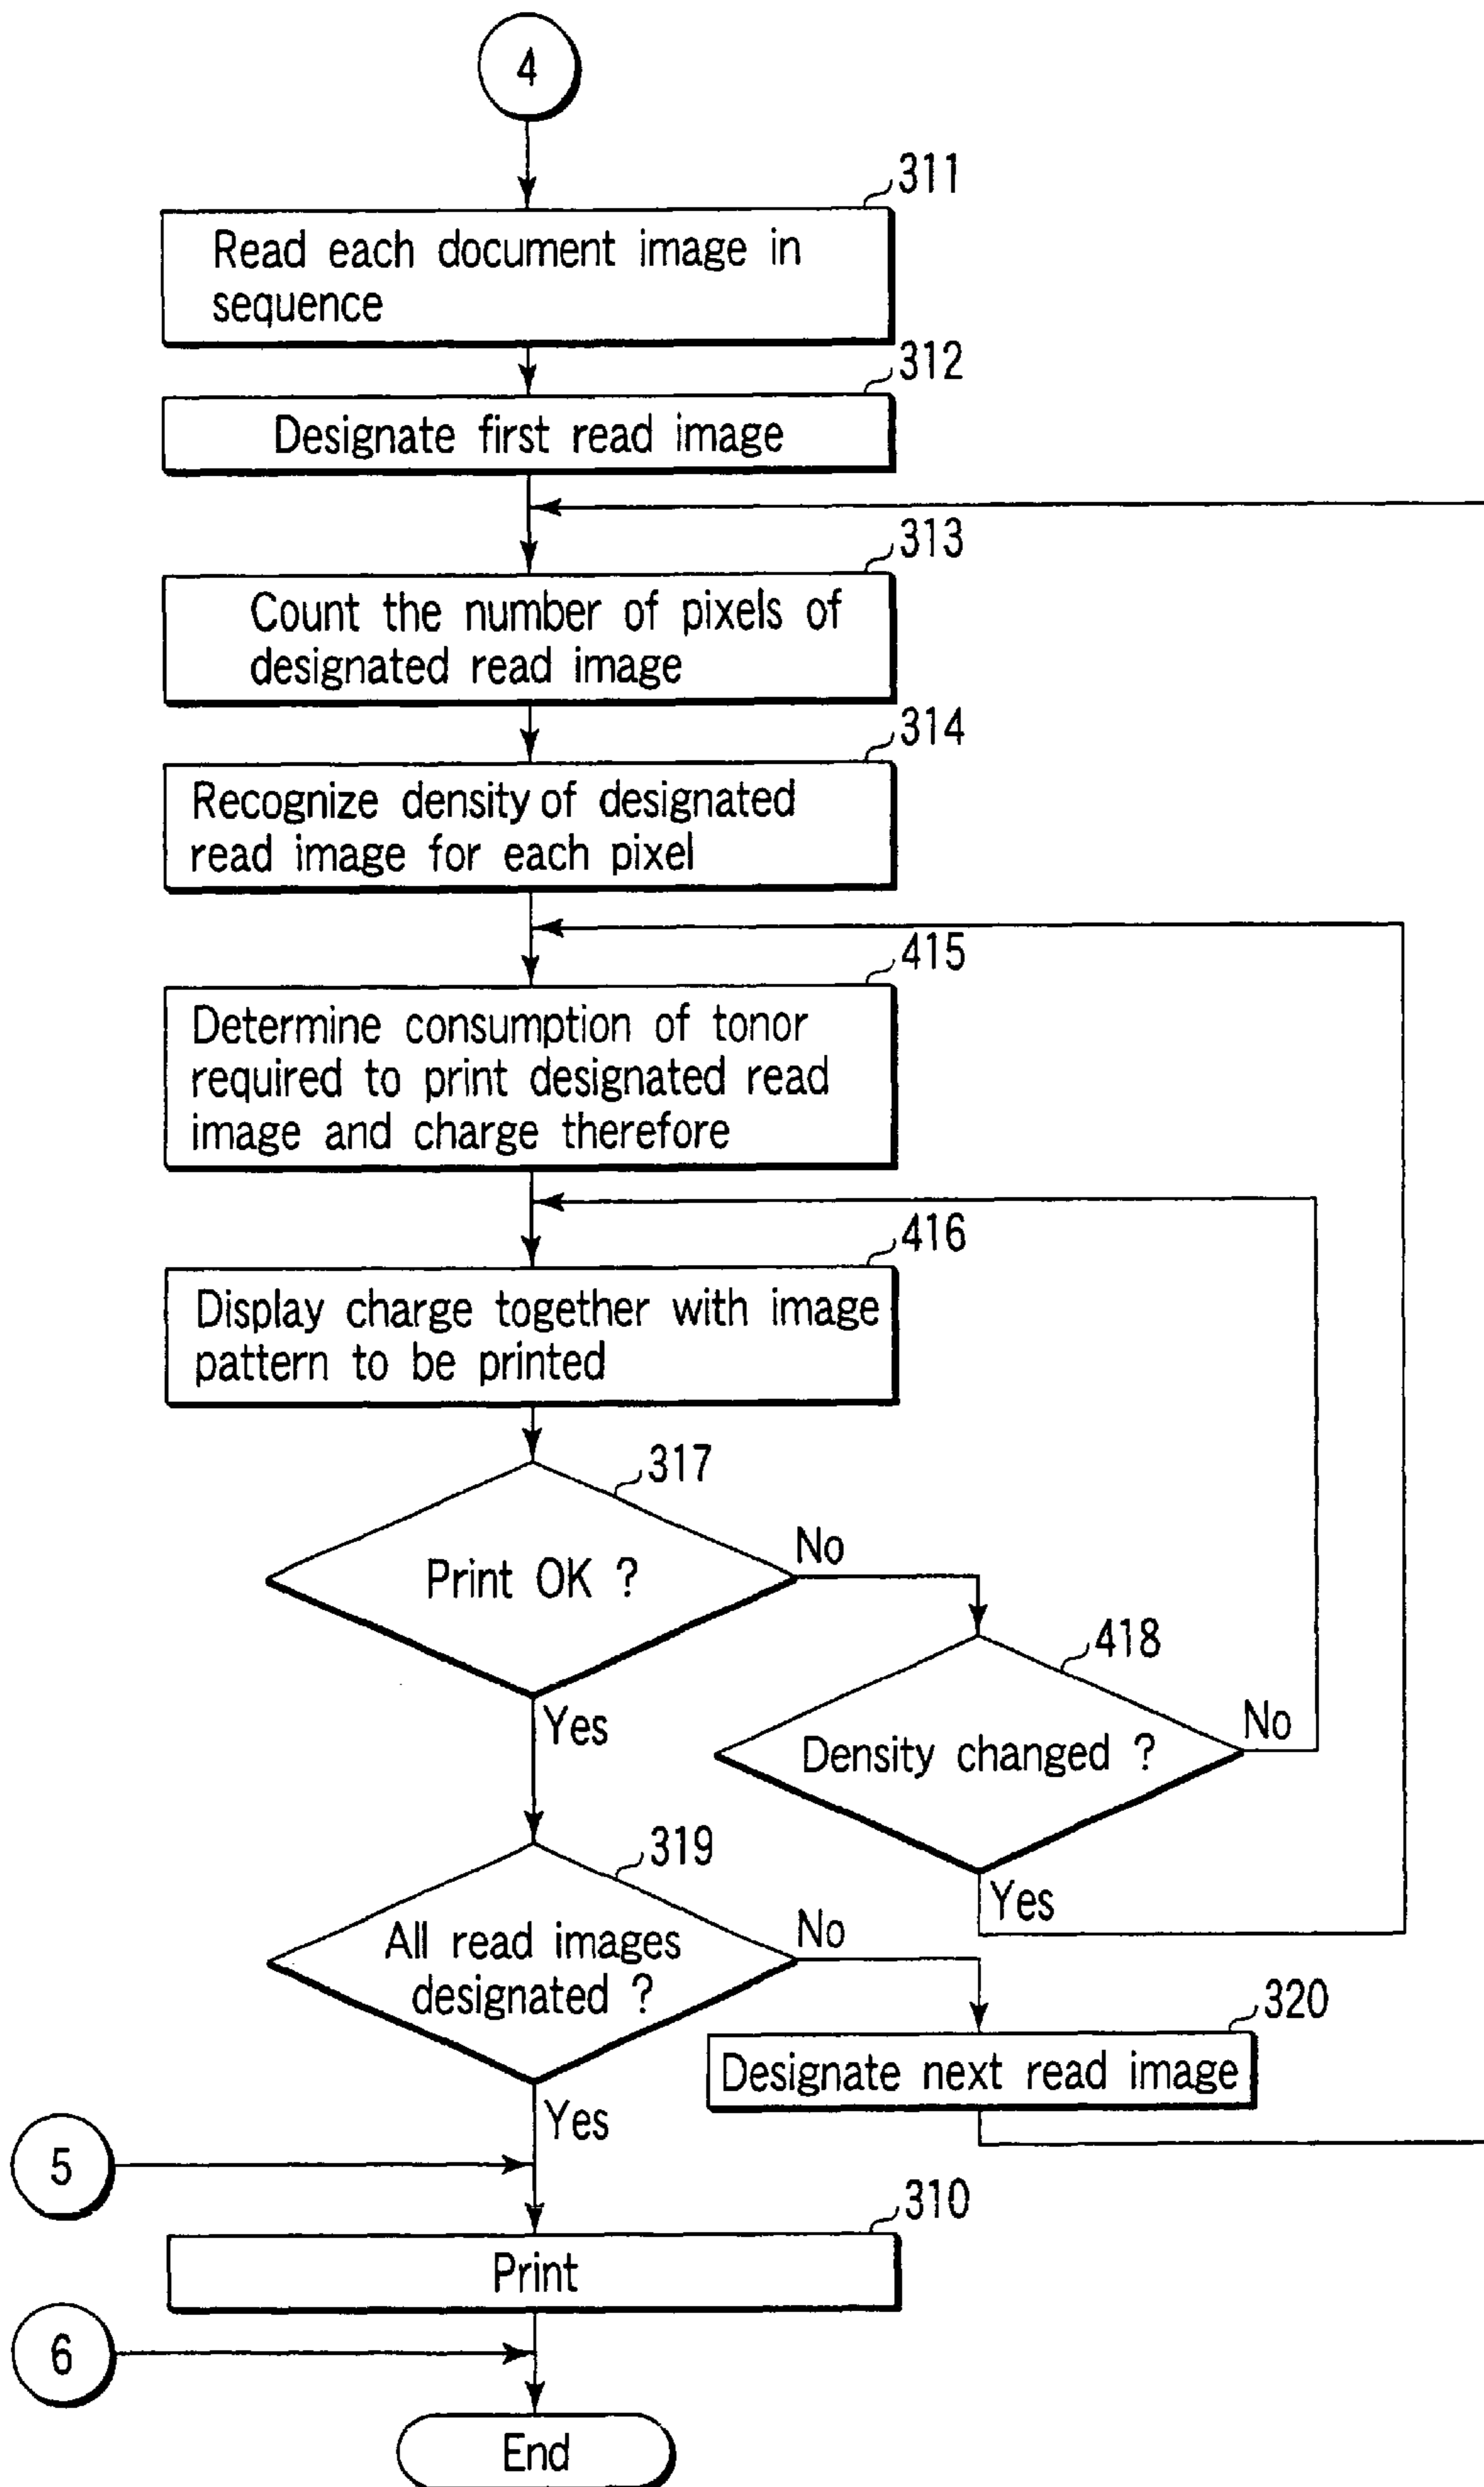 4
311
Read each document image in
sequence
312
Designate first read image
313
Count the number of pixels of
designated read image
314
Recognize density of designated
read image for each pixel
415
Determine consumption of tonor
required to print designated read
image and charge therefore
416
Display charge together with image
pattern to be printed
317
Print OK ?
No
Yes
418
Density changed ?
No
Yes
319
All read images
designated ?
No
Yes
320
Designate next read image
5
310
Print
6
End